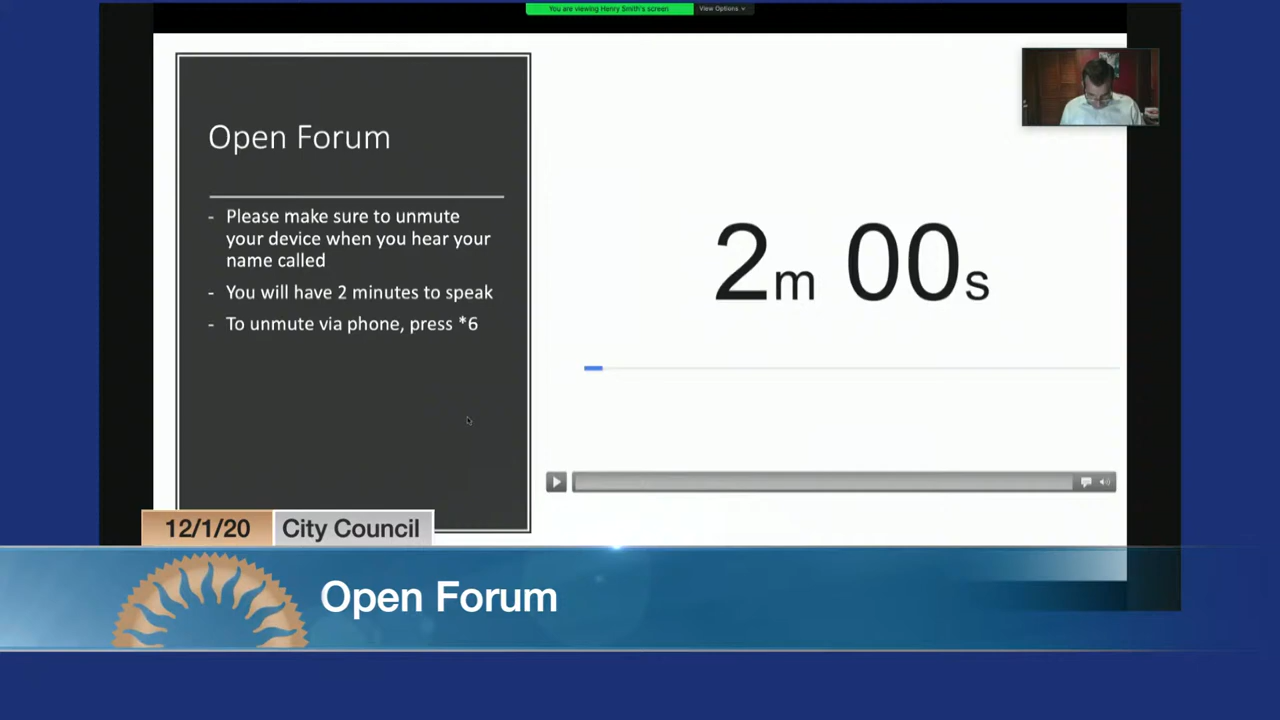 You are viewing Henry Smith's screen
View Options
Open Forum
- Please make sure to unmute
your device when you hear your
name called
- You will have 2 minutes to speak
- To unmute via phone, press *6
2m 00s
12/1/20
City Council
Open Forum